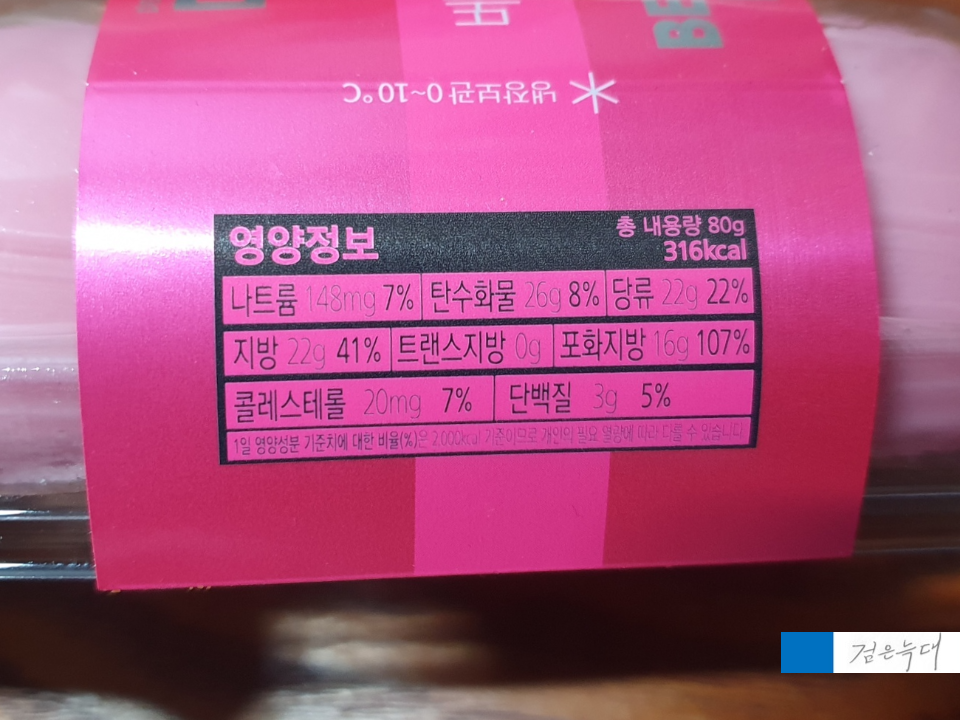 BE
냉장보관 0~10°C
영양정보
총 내용량 80g
316kcal
나트륨 148mg 7% 탄수화물 26g 8% 당류 22g 22%
지방 22g 41% 트랜스지방 0g 포화지방 16g 107%
콜레스테롤 20mg 7% 단백질 3g 5%
1일 영양성분 기준치에 대한 비율(%)은 2,000kcal 기준이므로 개인의 필요 열량에 따라 다를 수 있습니다
검은늑대